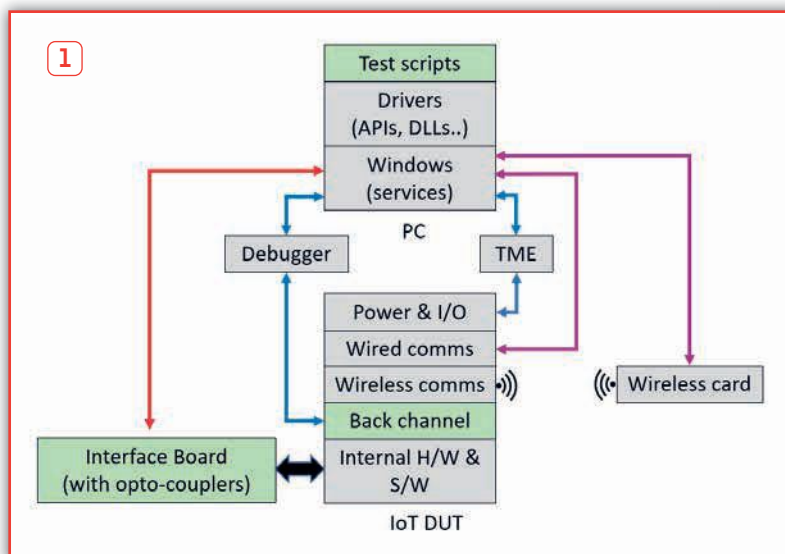 1
Test scripts
Drivers
(APIs, DLLs..)
Windows
(services)
PC
Debugger
TME
Power & I/O
Wired comms
Wireless comms
Wireless card
Back channel
Interface Board
(with opto-couplers)
Internal H/W &
S/W
IoT DUT